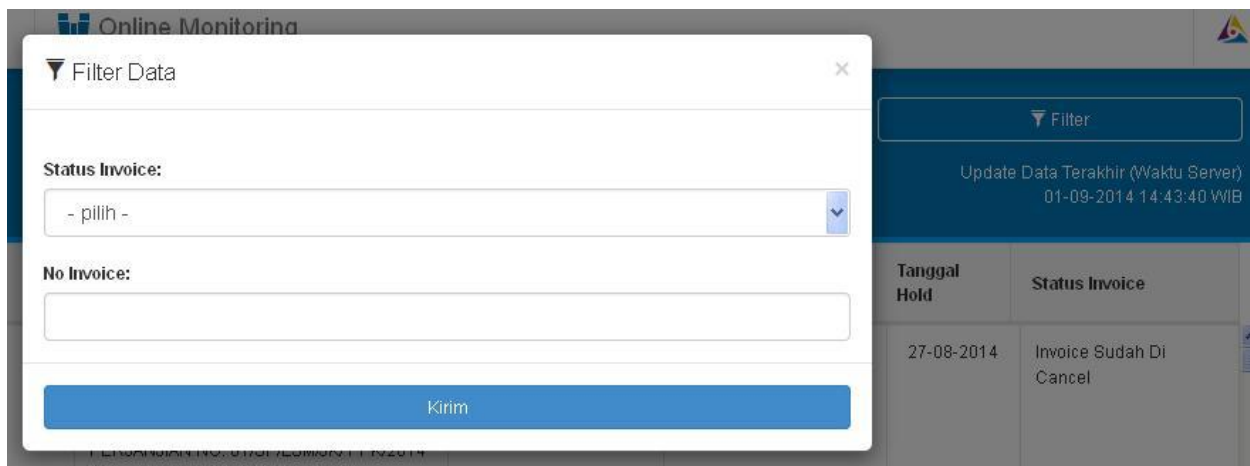 Online Monitoring
Filter Data
×
Filter
Status Invoice:
- pilih -
Update Data Terakhir (Waktu Server)
01-09-2014 14:43:40 WIB
No Invoice:
Tanggal
Hold
Status Invoice
27-08-2014
Invoice Sudah Di
Cancel
Kirim